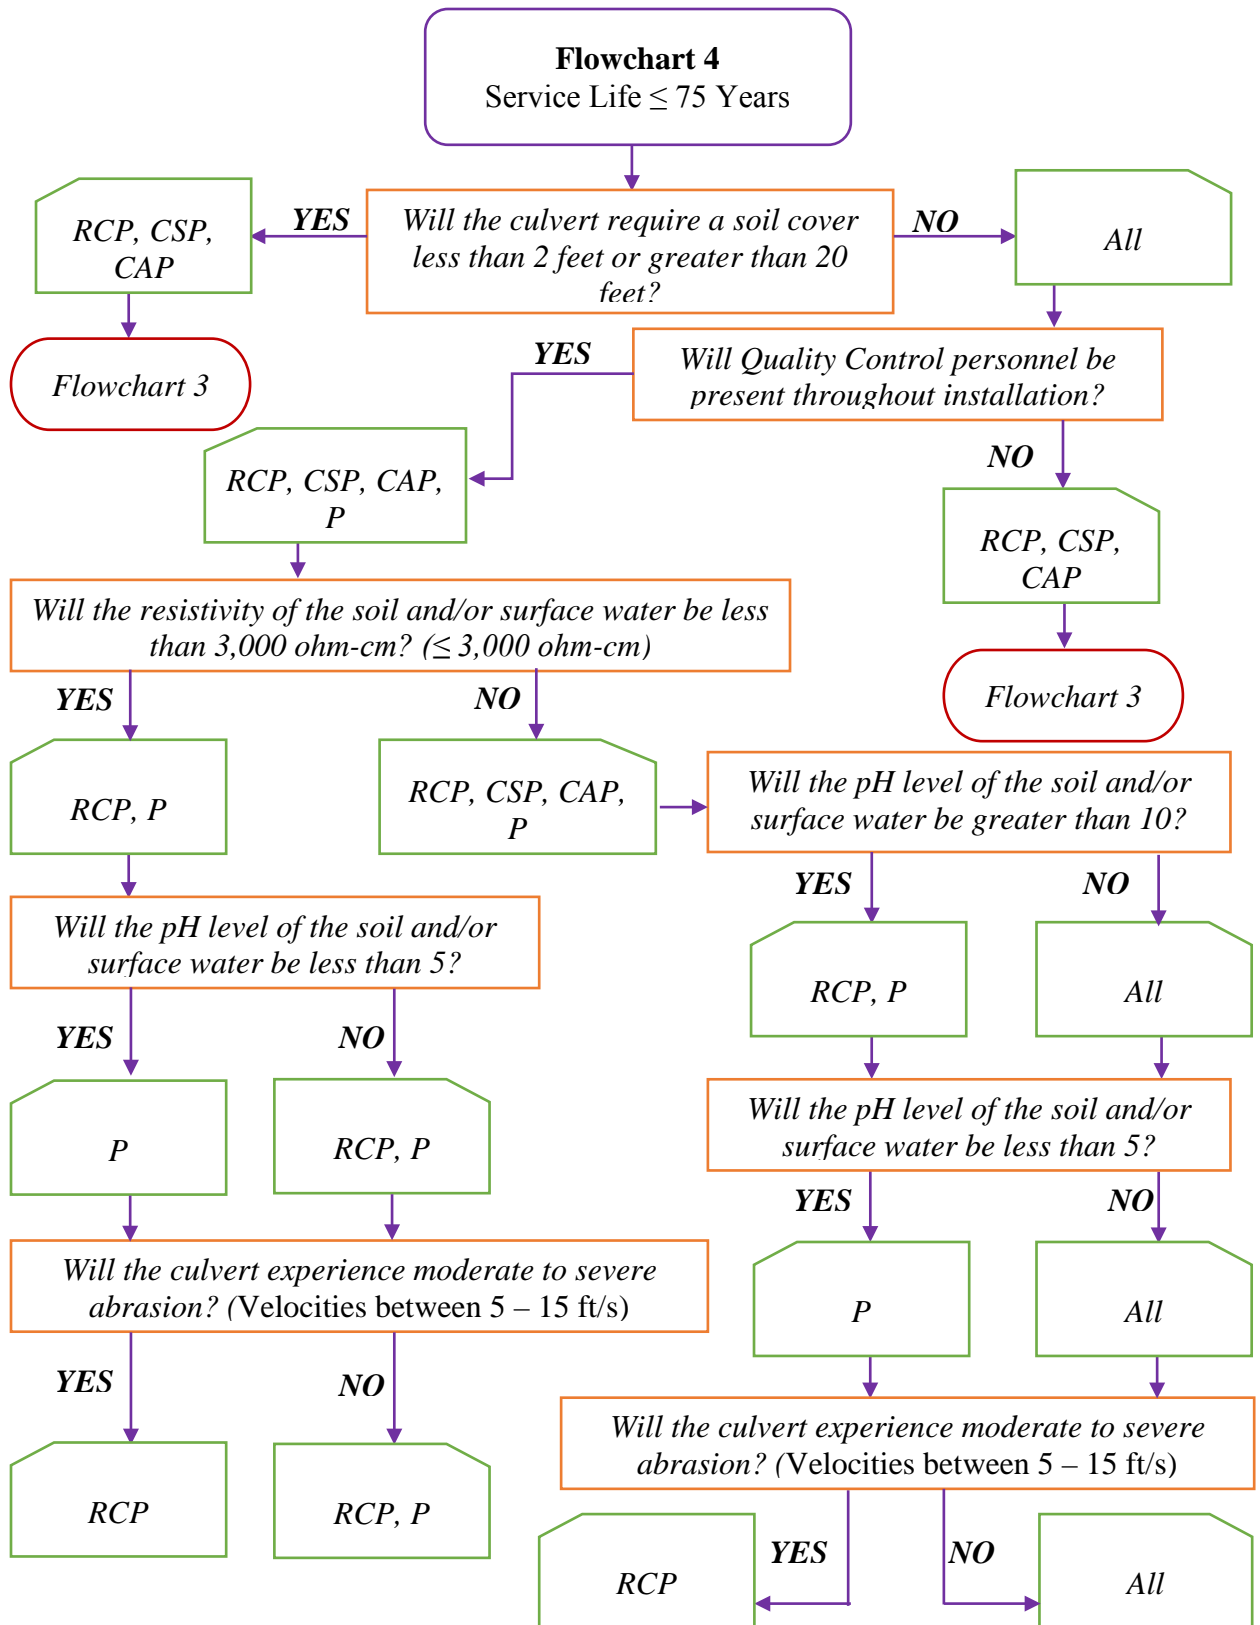 Flowchart 4
Service Life ≤ 75 Years
RCP, CSP,
CAP
YES
Will the culvert require a soil cover
less than 2 feet or greater than 20
feet?
NO
All
Flowchart 3
YES
Will Quality Control personnel be
present throughout installation?
RCP, CSP, CAP,
P
NO
RCP, CSP,
CAP
Flowchart 3
Will the resistivity of the soil and/or surface water be less
than 3,000 ohm-cm? (≤ 3,000 ohm-cm)
YES
NO
RCP, P
RCP, CSP, CAP,
P
Will the pH level of the soil and/or
surface water be greater than 10?
YES
NO
Will the pH level of the soil and/or
surface water be less than 5?
RCP, P
All
YES
NO
P
RCP, P
Will the pH level of the soil and/or
surface water be less than 5?
YES
NO
Will the culvert experience moderate to severe
abrasion? (Velocities between 5 – 15 ft/s)
P
All
YES
NO
RCP
RCP, P
Will the culvert experience moderate to severe
abrasion? (Velocities between 5 – 15 ft/s)
YES
NO
RCP
All